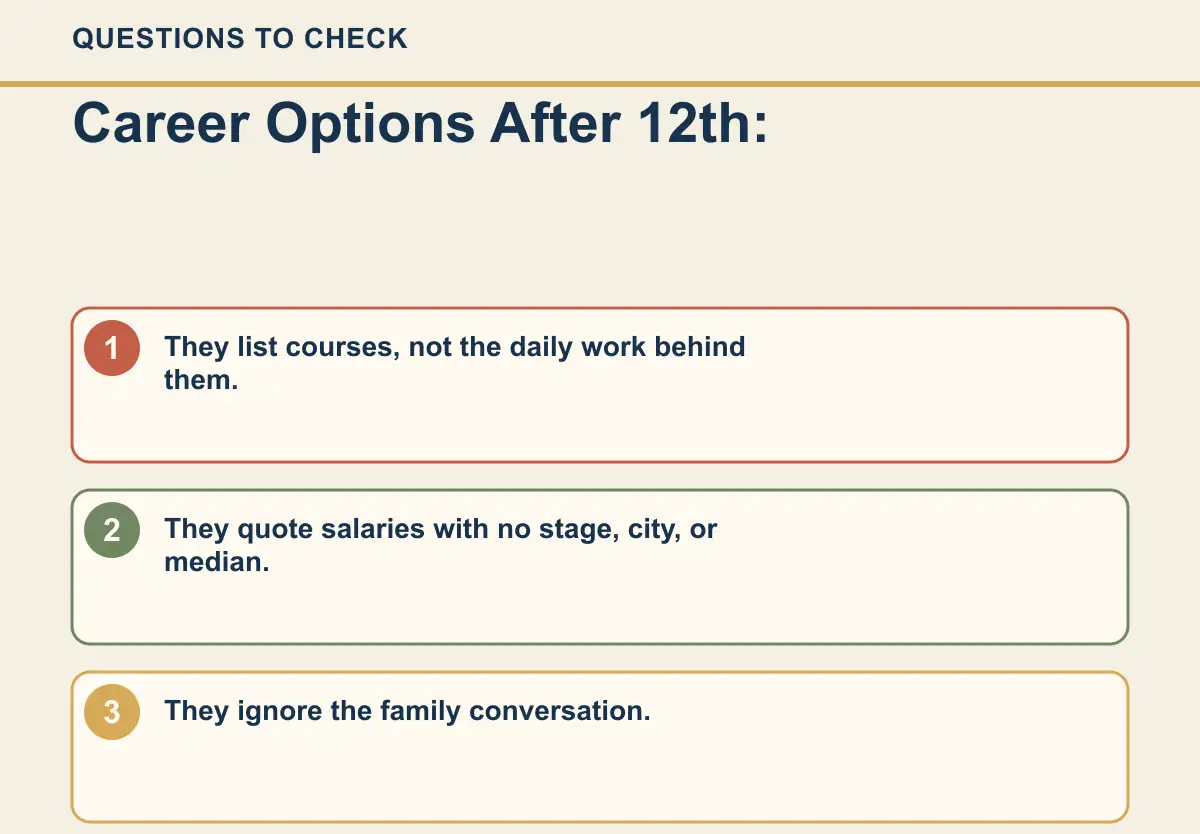 QUESTIONS TO CHECK
Career Options After 12th:
1
They list courses, not the daily work behind
them.
2
They quote salaries with no stage, city, or
median.
3
They ignore the family conversation.